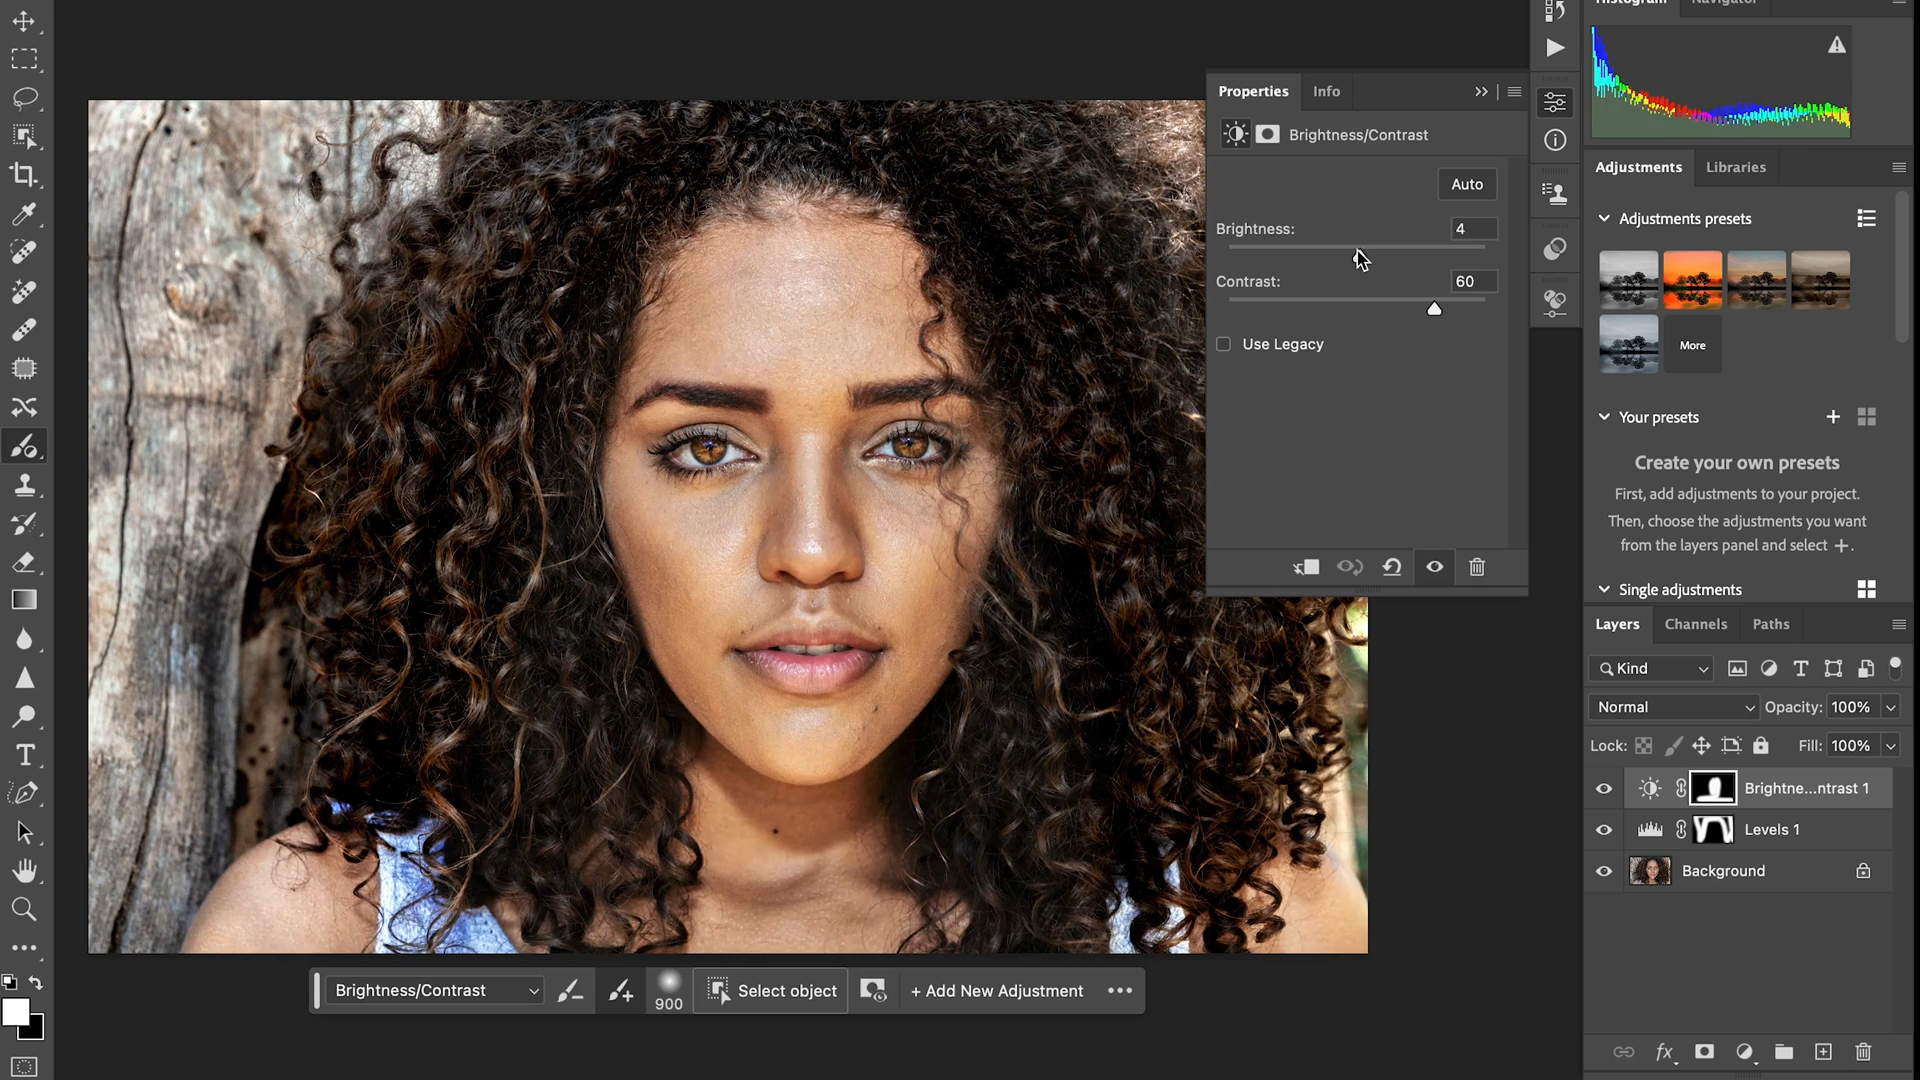 Histogram Navigator
Properties Info
Brightness/Contrast
Auto
Brightness: 4
Contrast: 60
Use Legacy
Adjustments Libraries
Adjustments presets
More
Your presets
Create your own presets
First, add adjustments to your project.
Then, choose the adjustments you want
from the layers panel and select +.
Single adjustments
Layers Channels Paths
Kind
Normal Opacity: 100%
Lock: Fill: 100%
Brightne...ntrast 1
Levels 1
Background
Brightness/Contrast 900 Select object + Add New Adjustment
fx